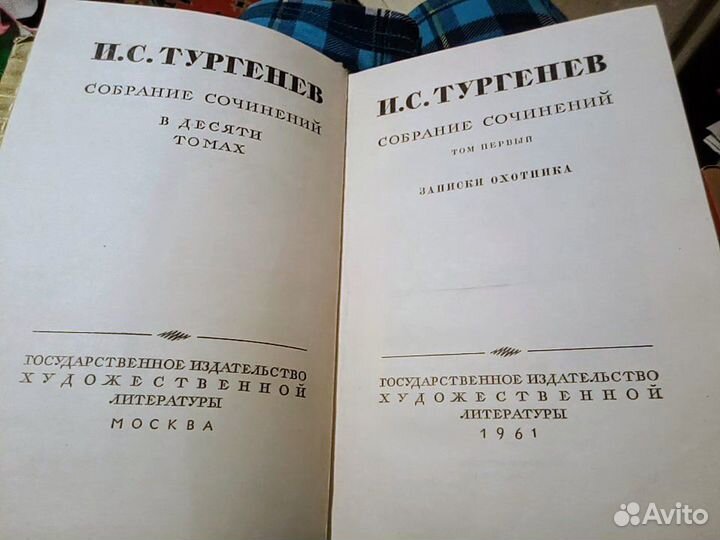 И.С. ТУРГЕНЕВ
СОБРАНИЕ СОЧИНЕНИЙ
В ДЕСЯТИ
ТОМАХ
ГОСУДАРСТВЕННОЕ ИЗДАТЕЛЬСТВО
ХУДОЖЕСТВЕННОЙ
ЛИТЕРАТУРЫ
МОСКВА
И.С. ТУРГЕНЕВ
СОБРАНИЕ СОЧИНЕНИЙ
ТОМ ПЕРВЫЙ
ЗАПИСКИ ОХОТНИКА
ГОСУДАРСТВЕННОЕ ИЗДАТЕЛЬСТВО
ХУДОЖЕСТВЕННОЙ
ЛИТЕРАТУРЫ
1961
Avito